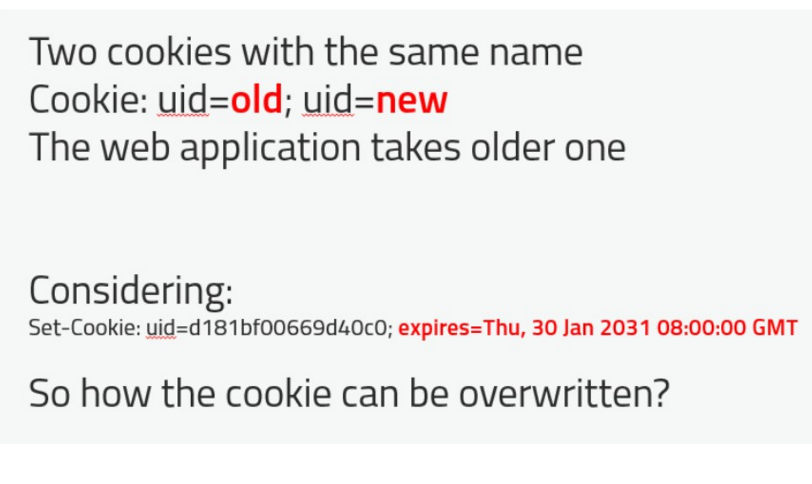 Two cookies with the same name
Cookie: uid=old; uid=new
The web application takes older one
Considering:
Set-Cookie: uid=d181bf00669d40c0; expires=Thu, 30 Jan 2031 08:00:00 GMT
So how the cookie can be overwritten?